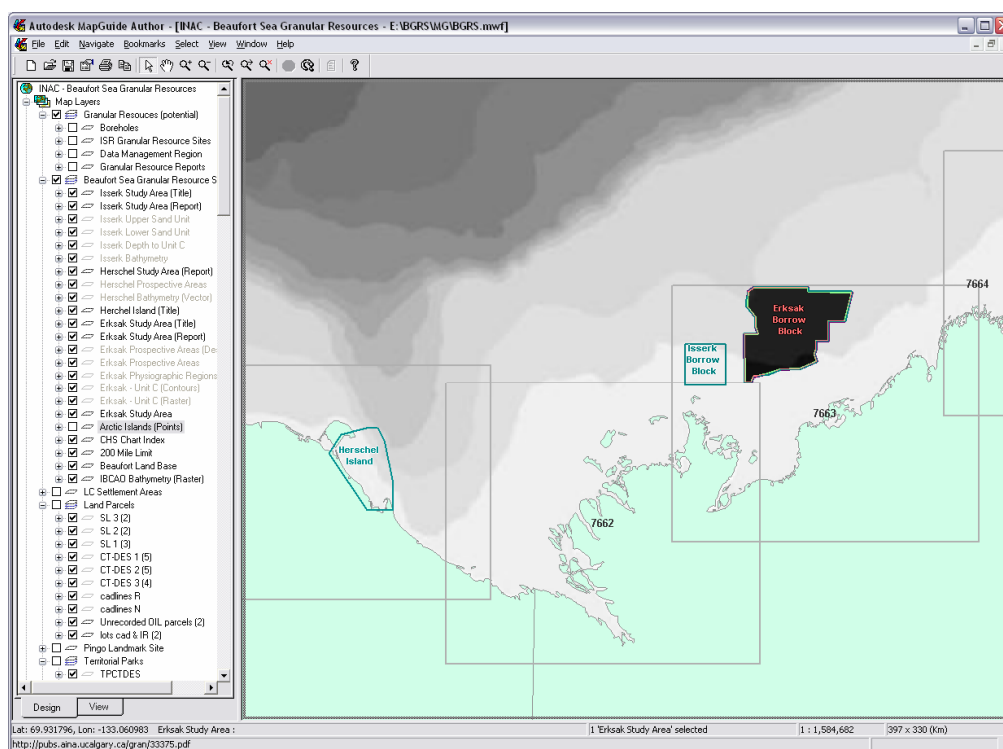 Autodesk MapGuide Author - [INAC - Beaufort Sea Granular Resources - E:\BGRS\MG\BGRS.mwf]
File Edit Navigate Bookmarks Select View Window Help
INAC - Beaufort Sea Granular Resources
Map Layers
Granular Resouces (potential)
Boreholes
ISR Granular Resource Sites
Data Management Region
Granular Resource Reports
Beaufort Sea Granular Resource S
Isserk Study Area (Title)
Isserk Study Area (Report)
Isserk Upper Sand Unit
Isserk Lower Sand Unit
Isserk Depth to Unit C
Isserk Bathymetry
Herschel Study Area (Report)
Herschel Prospective Areas
Herschel Bathymetry (Vector)
Herchel Island (Title)
Erksak Study Area (Title)
Erksak Study Area (Report)
Erksak Prospective Areas (De
Erksak Prospective Areas
Erksak Physiographic Regions
Erksak - Unit C (Contours)
Erksak - Unit C (Raster)
Erksak Study Area
Arctic Islands (Points)
CHS Chart Index
200 Mile Limit
Beaufort Land Base
IBCAO Bathymetry (Raster)
LC Settlement Areas
Land Parcels
SL 3 (2)
SL 2 (2)
SL 1 (3)
CT-DES 1 (5)
CT-DES 2 (5)
CT-DES 3 (4)
cadlines R
cadlines N
Unrecorded OIL parcels (2)
lots cad & IR (2)
Pingo Landmark Site
Territorial Parks
TPCTDES
Design View
7664
Erksak
Borrow
Block
Isserk
Borrow
Block
7663
Herschel
Island
7662
Lat: 69.931796, Lon: -133.060983 Erksak Study Area :
1 'Erksak Study Area' selected
1 : 1,584,682
397 x 330 (Km)
http://pubs.aina.ucalgary.ca/gran/33375.pdf